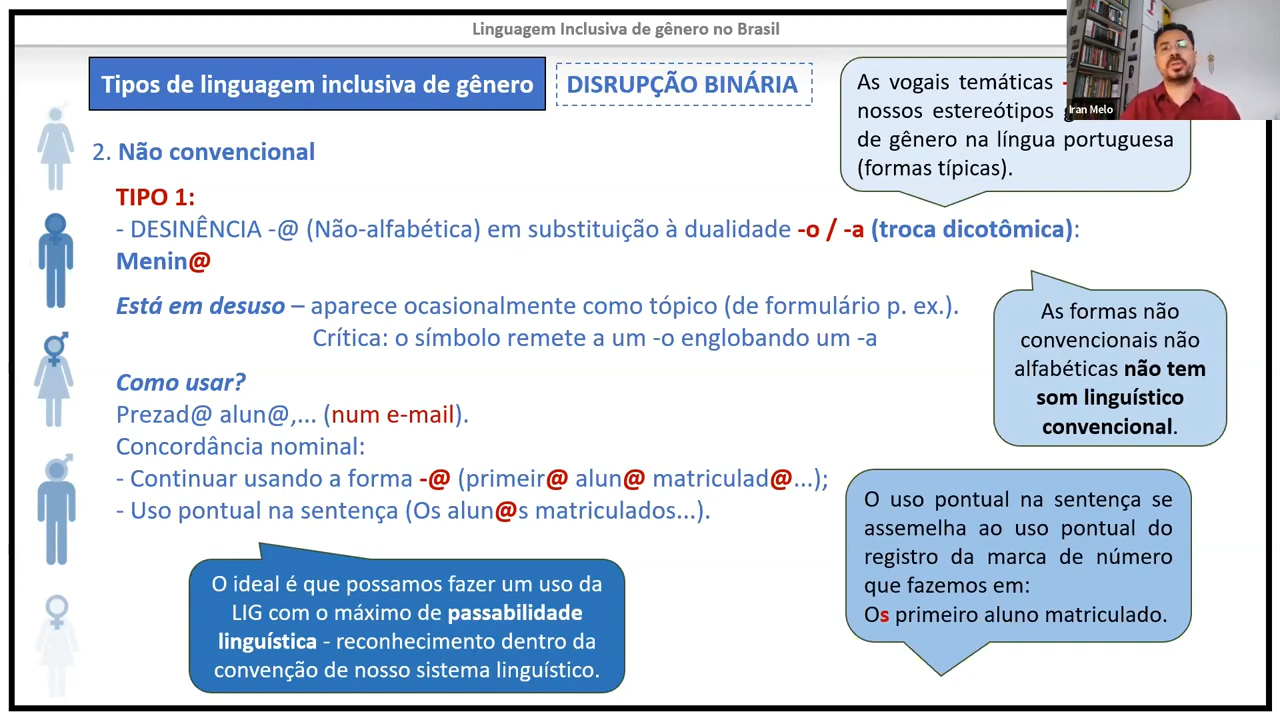 Linguagem Inclusiva de gênero no Brasil
Tipos de linguagem inclusiva de gênero
DISRUPÇÃO BINÁRIA
As vogais temáticas
nossos estereótipos
de gênero na língua portuguesa
(formas típicas).
Iran Melo
2. Não convencional
TIPO 1:
- DESINÊNCIA -@ (Não-alfabética) em substituição à dualidade -o / -a (troca dicotômica):
Menin@
Está em desuso – aparece ocasionalmente como tópico (de formulário p. ex.).
Crítica: o símbolo remete a um -o englobando um -a
As formas não
convencionais não
alfabéticas não tem
som linguístico
convencional.
Como usar?
Prezad@ alun@,... (num e-mail).
Concordância nominal:
- Continuar usando a forma -@ (primeir@ alun@ matriculad@...);
- Uso pontual na sentença (Os alun@s matriculados...).
O uso pontual na sentença se
assemelha ao uso pontual do
registro da marca de número
que fazemos em:
Os primeiro aluno matriculado.
O ideal é que possamos fazer um uso da
LIG com o máximo de passabilidade
linguística - reconhecimento dentro da
convenção de nosso sistema linguístico.